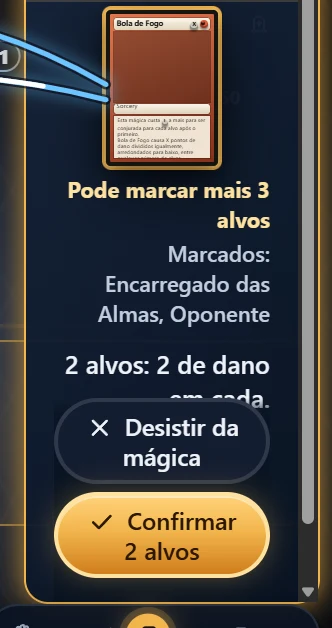 Bola de Fogo
X
1
Sorcery
Esta mágica custa a mais para ser
conjurada para cada alvo após o
primeiro.
Bola de Fogo causa X pontos de
dano divididos igualmente,
arredondados para baixo, entre
Pode marcar mais 3
alvos
Marcados:
Encarregado das
Almas, Oponente
2 alvos: 2 de dano
em cada.
Desistir da
mágica
Confirmar
2 alvos